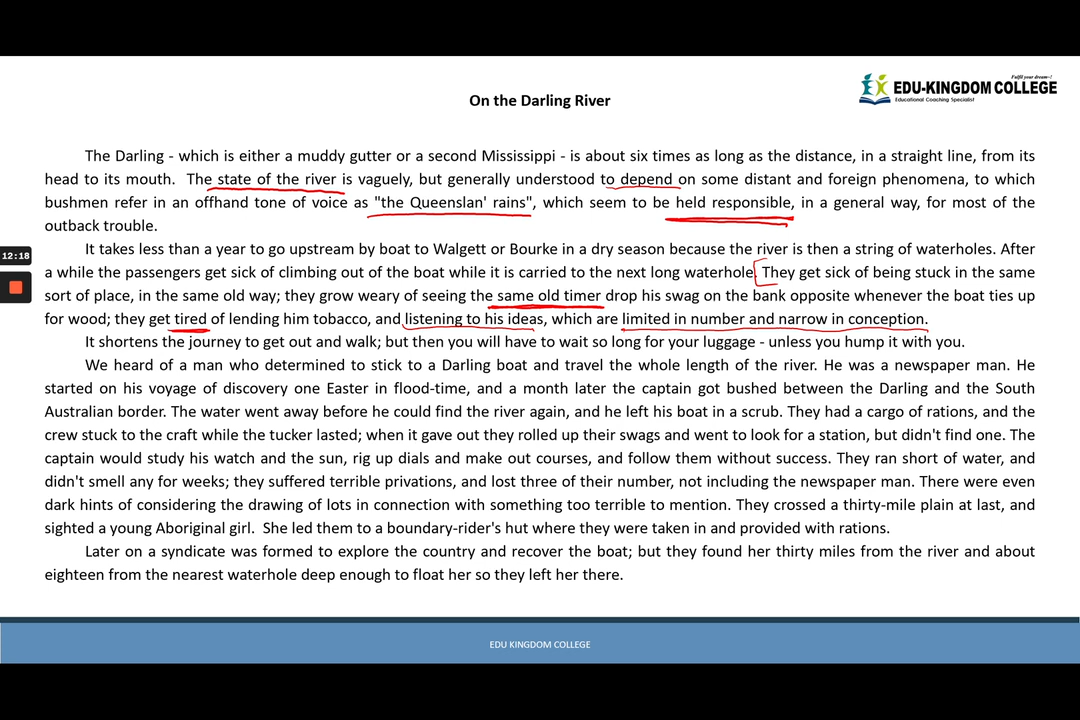 Fulfil your dream~!
EDU-KINGDOM COLLEGE
Educational Coaching Specialist
On the Darling River
The Darling - which is either a muddy gutter or a second Mississippi - is about six times as long as the distance, in a straight line, from its
head to its mouth. The state of the river is vaguely, but generally understood to depend on some distant and foreign phenomena, to which
bushmen refer in an offhand tone of voice as "the Queenslan' rains", which seem to be held responsible, in a general way, for most of the
outback trouble.
It takes less than a year to go upstream by boat to Walgett or Bourke in a dry season because the river is then a string of waterholes. After
12:18
a while the passengers get sick of climbing out of the boat while it is carried to the next long waterhole. They get sick of being stuck in the same
sort of place, in the same old way; they grow weary of seeing the same old timer drop his swag on the bank opposite whenever the boat ties up
for wood; they get tired of lending him tobacco, and listening to his ideas, which are limited in number and narrow in conception.
It shortens the journey to get out and walk; but then you will have to wait so long for your luggage - unless you hump it with you.
We heard of a man who determined to stick to a Darling boat and travel the whole length of the river. He was a newspaper man. He
started on his voyage of discovery one Easter in flood-time, and a month later the captain got bushed between the Darling and the South
Australian border. The water went away before he could find the river again, and he left his boat in a scrub. They had a cargo of rations, and the
crew stuck to the craft while the tucker lasted; when it gave out they rolled up their swags and went to look for a station, but didn't find one. The
captain would study his watch and the sun, rig up dials and make out courses, and follow them without success. They ran short of water, and
didn't smell any for weeks; they suffered terrible privations, and lost three of their number, not including the newspaper man. There were even
dark hints of considering the drawing of lots in connection with something too terrible to mention. They crossed a thirty-mile plain at last, and
sighted a young Aboriginal girl. She led them to a boundary-rider's hut where they were taken in and provided with rations.
Later on a syndicate was formed to explore the country and recover the boat; but they found her thirty miles from the river and about
eighteen from the nearest waterhole deep enough to float her so they left her there.
EDU KINGDOM COLLEGE